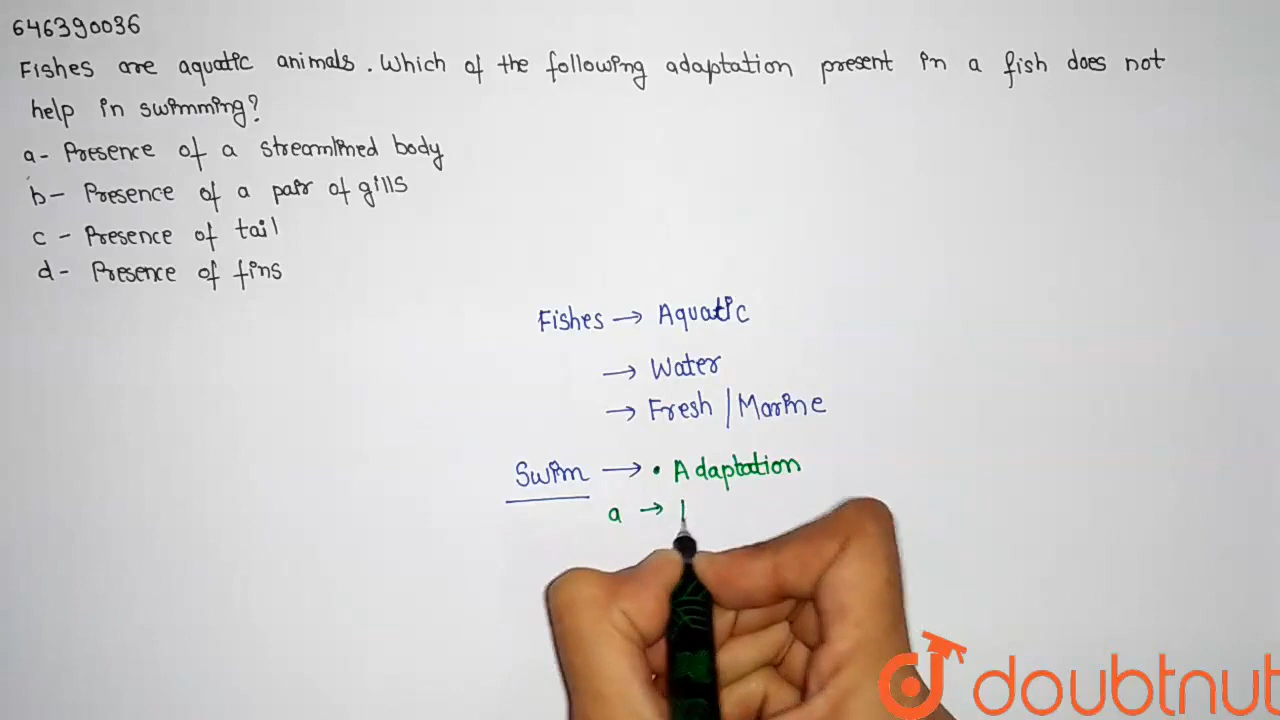 646390036
Fishes are aquatic animals. Which of the following adaptation present in a fish does not
help in swimming?
a- Presence of a streamlined body
b- Presence of a pair of gills
c - Presence of tail
d- Presence of fins
Fishes → Aquatic
→ Water
→ Fresh / Marine
Swim → • Adaptation
a →
doubtnut